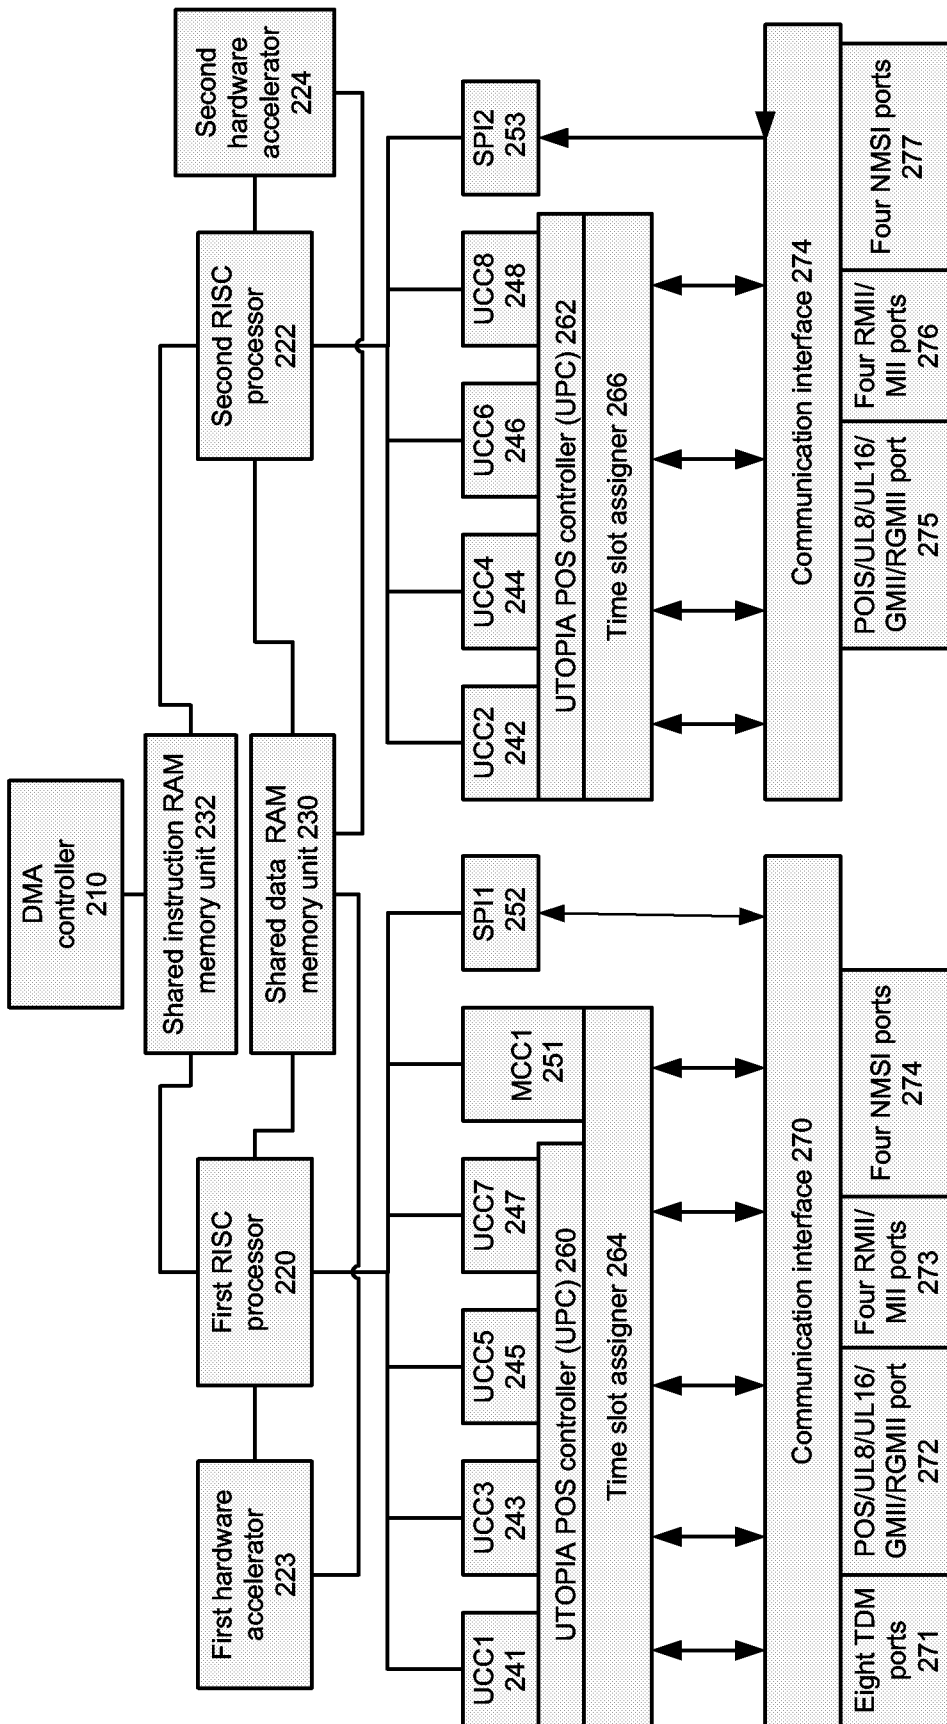 DMA
controller
210
Shared instruction RAM
memory unit 232
Shared data RAM
memory unit 230
First hardware
accelerator
223
First RISC
processor
220
Second RISC
processor
222
Second
hardware
accelerator
224
UCC1
241
UCC3
243
UCC5
245
UCC7
247
MCC1
251
SPI1
252
UCC2
242
UCC4
244
UCC6
246
UCC8
248
SPI2
253
UTOPIA POS controller (UPC) 260
Time slot assigner 264
UTOPIA POS controller (UPC) 262
Time slot assigner 266
Communication interface 270
Communication interface 274
Eight TDM
ports
271
POS/UL8/UL16/
GMII/RGMII port
272
Four RMII/
MII ports
273
Four NMSI ports
274
POIS/UL8/UL16/
GMII/RGMII port
275
Four RMII/
MII ports
276
Four NMSI ports
277